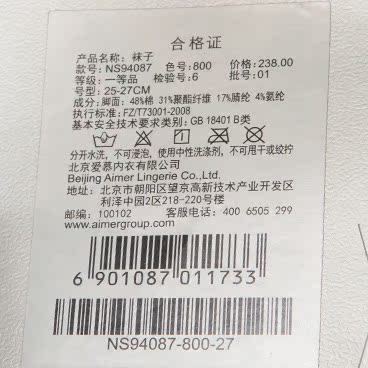 合格证
产品名称：袜子
款号：NS94087 色号：800 价格：238.00
等级：一等品 检验号：6 批号：01
号型：25-27CM
成分：脚面：48%棉 31%聚酯纤维 17%腈纶 4%氨纶
执行标准：FZ/T73001-2008
基本安全技术要求类别：GB 18401 B类
分开水洗，不可浸泡，使用中性洗涤剂，不可甩干或绞拧
北京爱慕内衣有限公司
Beijing Aimer Lingerie Co., Ltd.
地址：北京市朝阳区望京高新技术产业开发区
利泽中园2区218-220号楼
邮编：100102 客服电话：400 6505 299
www.aimergroup.com
6 901087 011733
NS94087-800-27